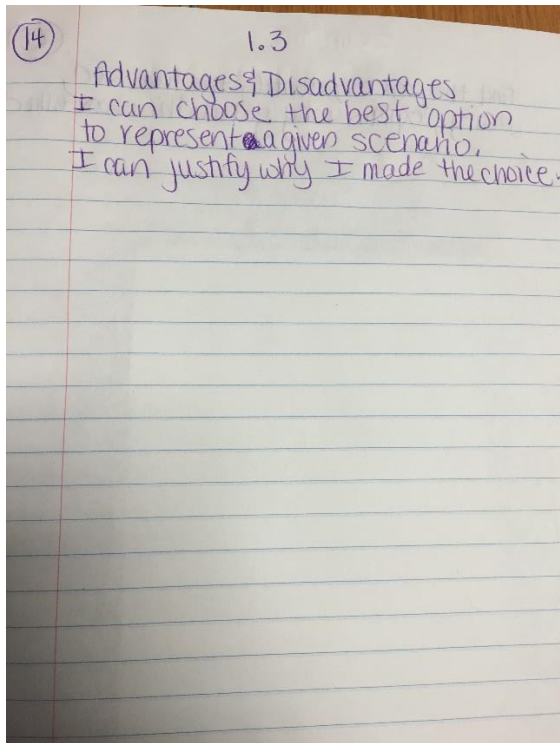 14
1.3
Advantages & Disadvantages
I can choose the best option
to represent a given scenario.
I can justify why I made the choice.